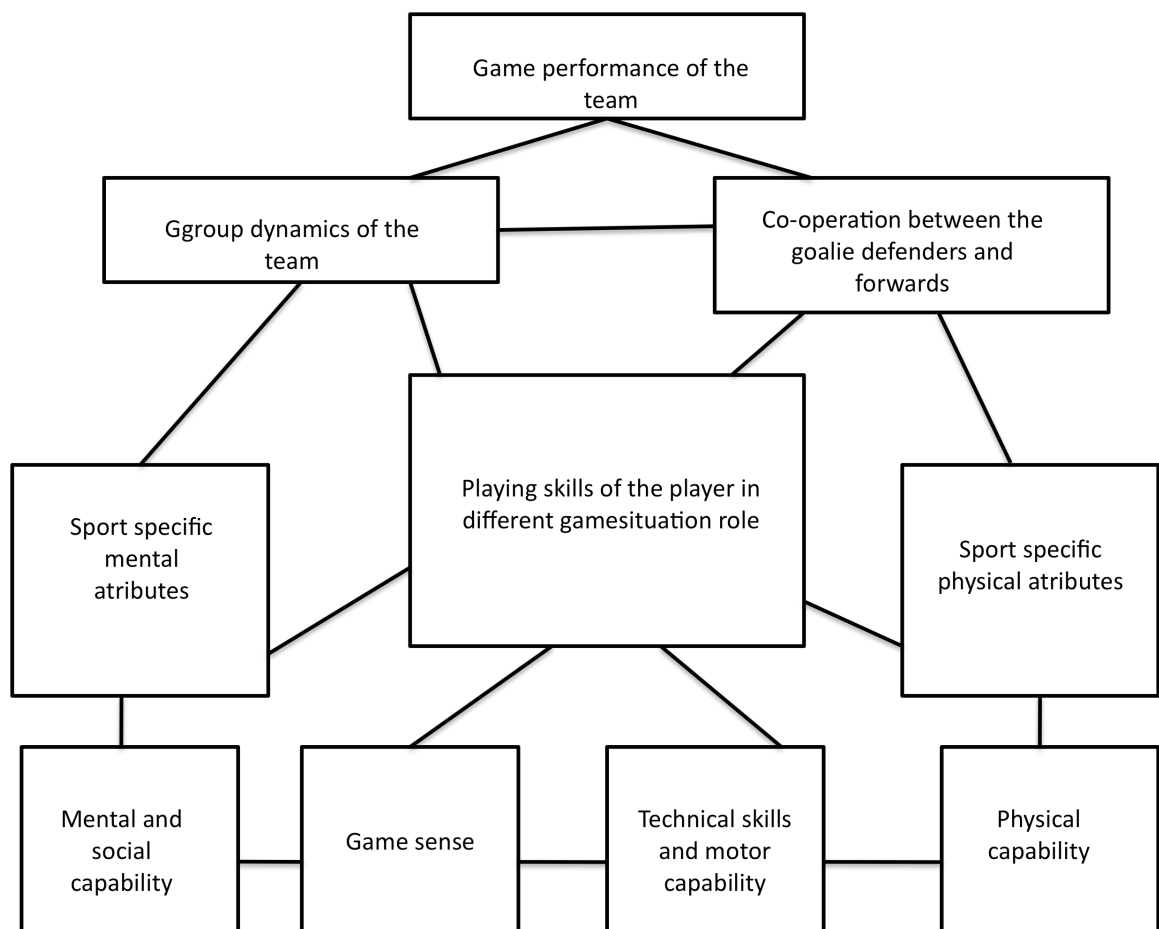 Game performance of the
team
Ggroup dynamics of the
team
Co-operation between the
goalie defenders and
forwards
Playing skills of the player in
different gamesituation role
Sport specific
mental
atributes
Sport specific
physical atributes
Mental and
social
capability
Game sense
Technical skills
and motor
capability
Physical
capability